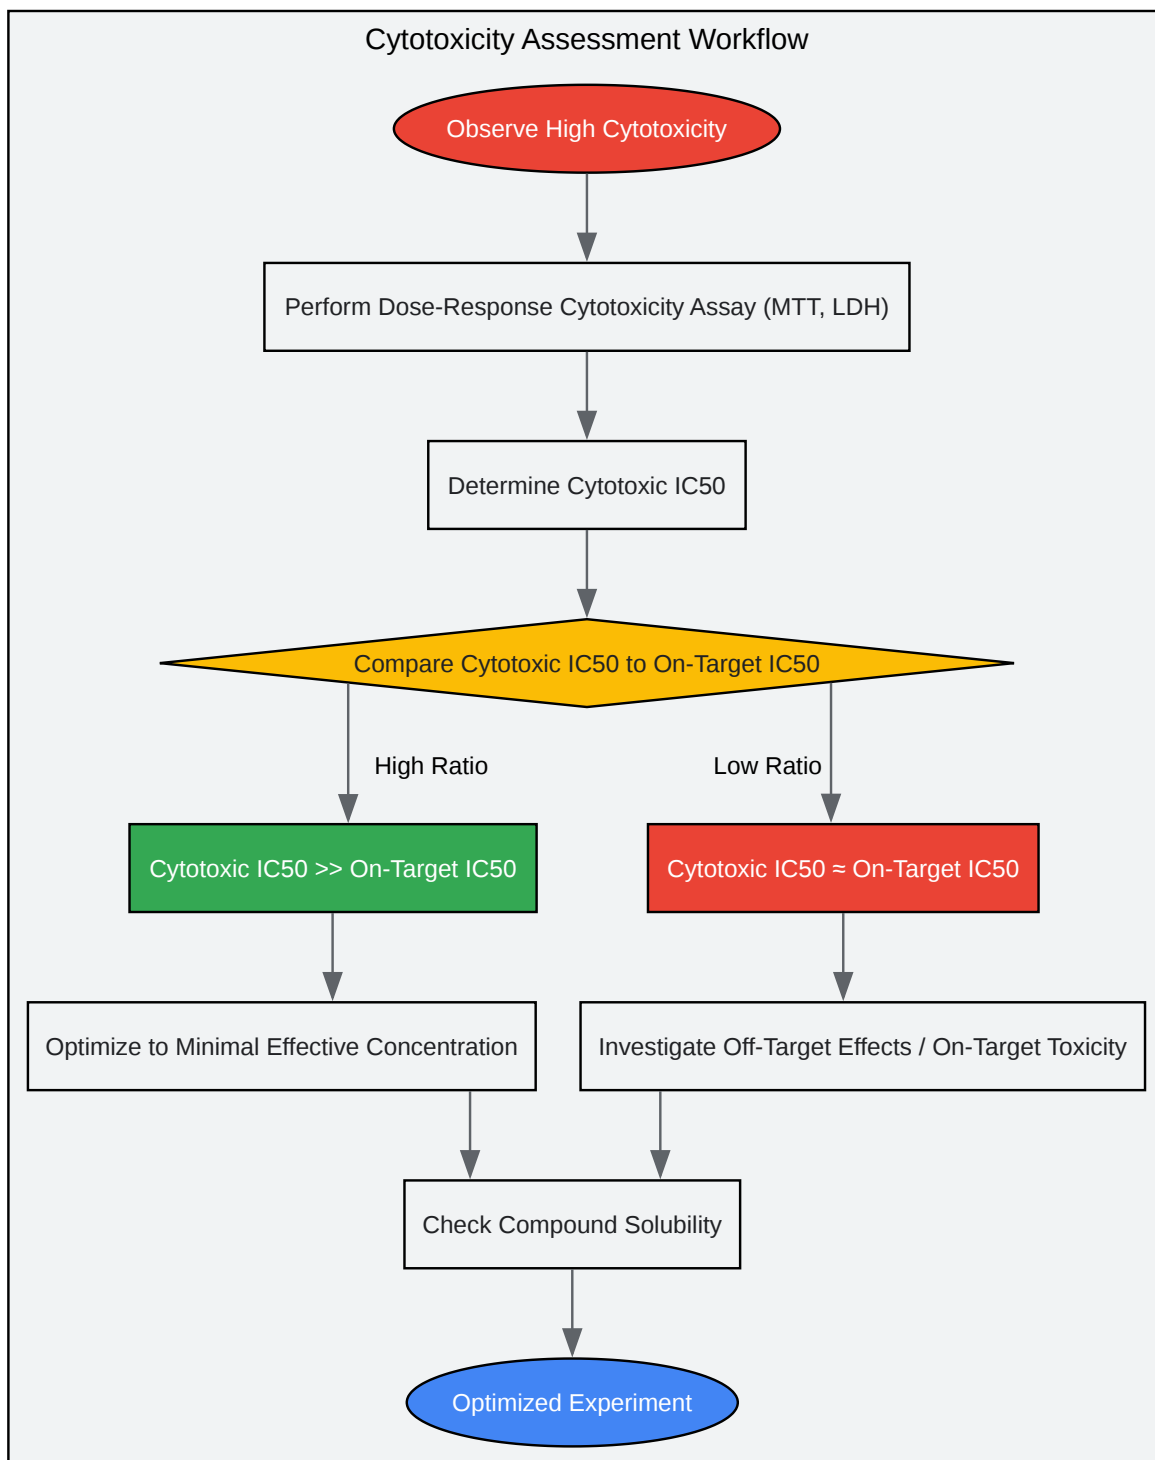 Cytotoxicity Assessment Workflow
Observe High Cytotoxicity
Perform Dose-Response Cytotoxicity Assay (MTT, LDH)
Determine Cytotoxic IC50
Compare Cytotoxic IC50 to On-Target IC50
High Ratio
Low Ratio
Cytotoxic IC50 >> On-Target IC50
Cytotoxic IC50 ≈ On-Target IC50
Optimize to Minimal Effective Concentration
Investigate Off-Target Effects / On-Target Toxicity
Check Compound Solubility
Optimized Experiment